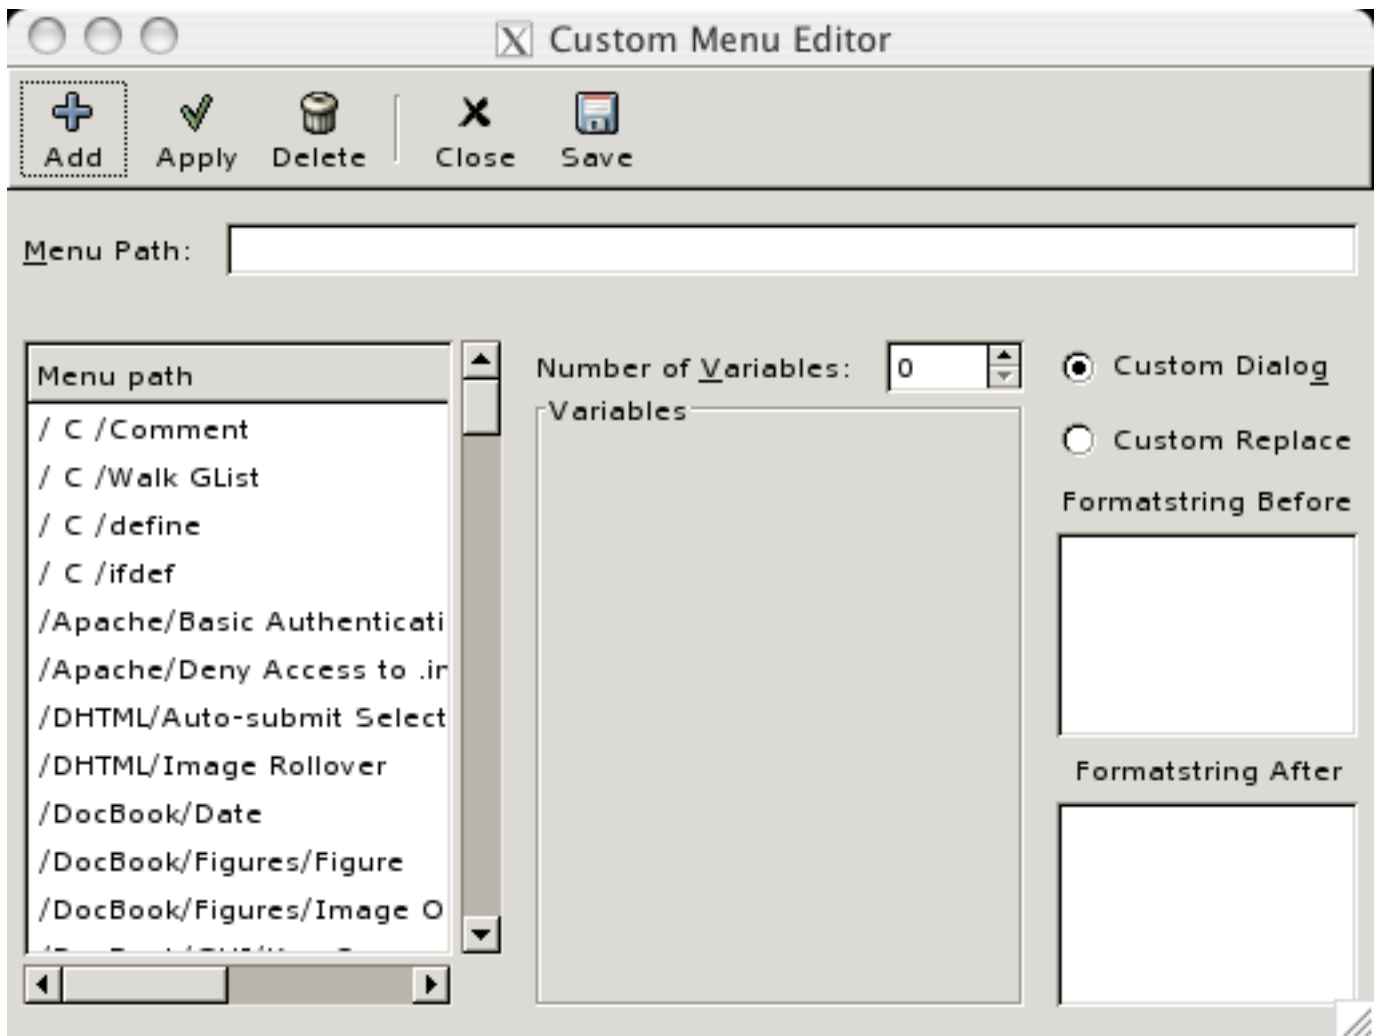 Custom Menu Editor
Add Apply Delete Close Save
Menu Path:
Menu path
/ C /Comment
/ C /Walk GList
/ C /define
/ C /ifdef
/Apache/Basic Authenticati
/Apache/Deny Access to .in
/DHTML/Auto-submit Select
/DHTML/Image Rollover
/DocBook/Date
/DocBook/Figures/Figure
/DocBook/Figures/Image O
Number of Variables: 0
Variables
Custom Dialog
Custom Replace
Formatstring Before
Formatstring After